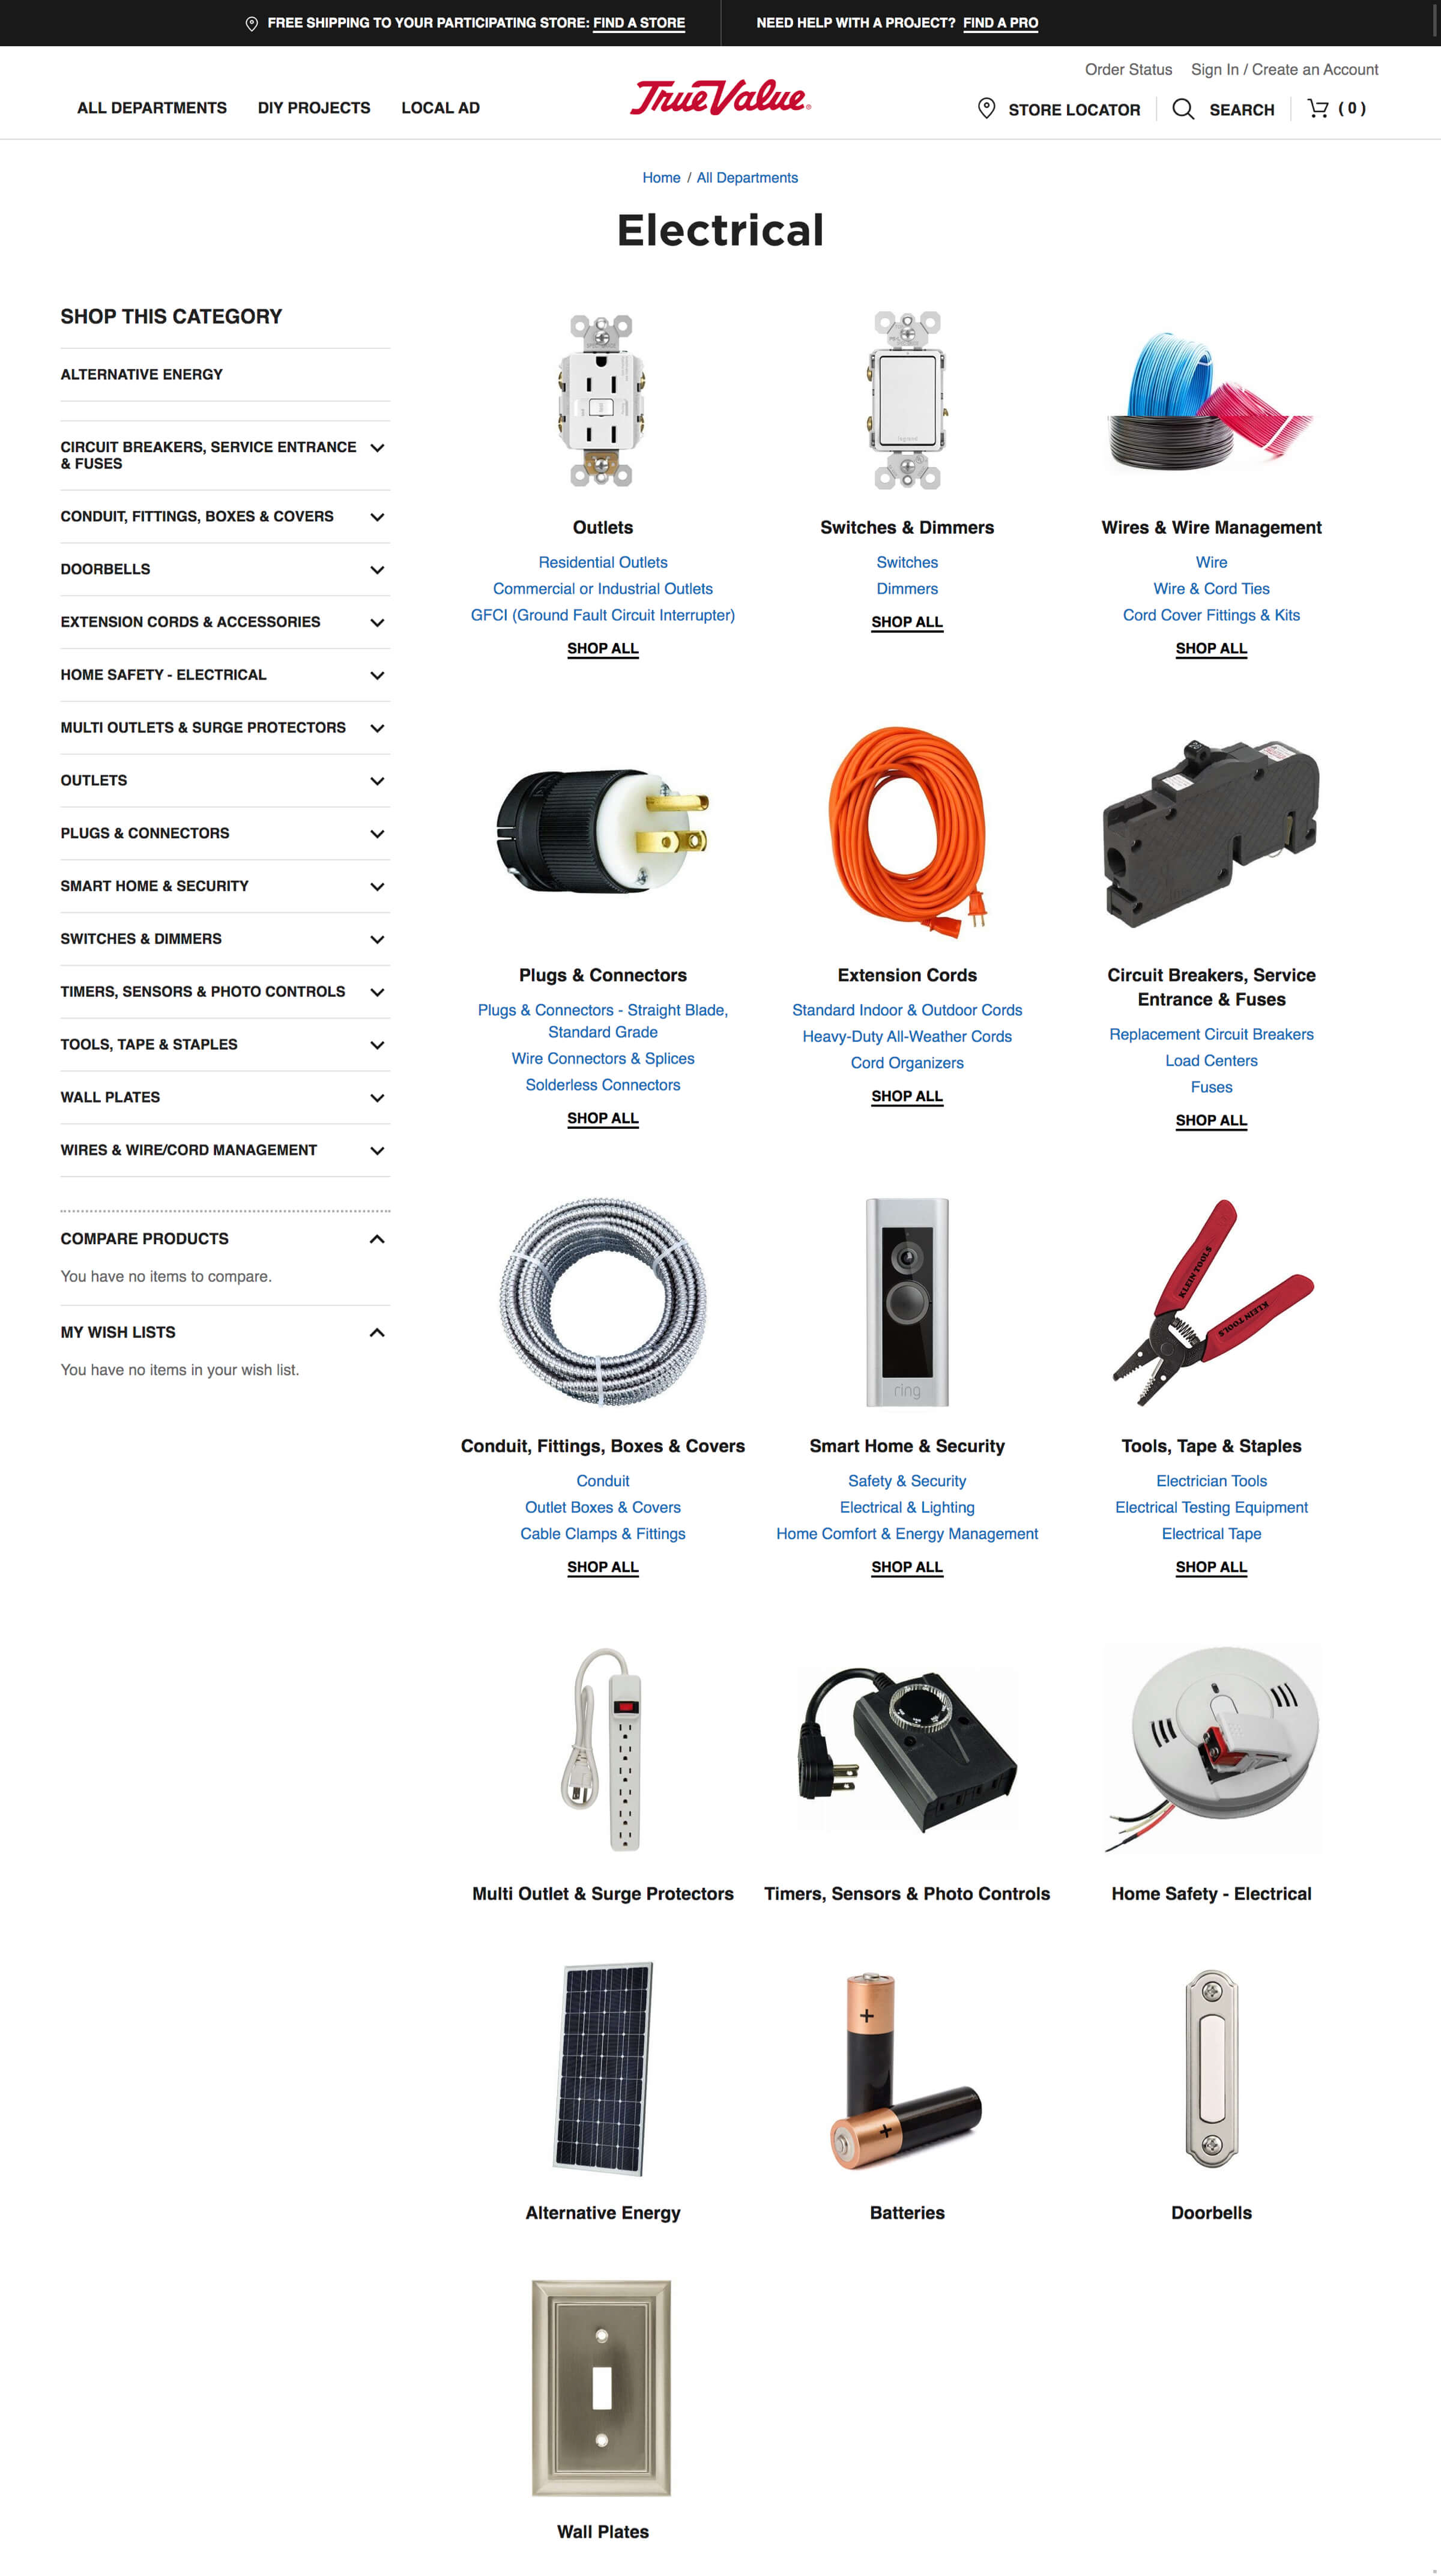 FREE SHIPPING TO YOUR PARTICIPATING STORE: FIND A STORE
NEED HELP WITH A PROJECT? FIND A PRO
Order Status
Sign In / Create an Account
ALL DEPARTMENTS
DIY PROJECTS
LOCAL AD
True Value.
STORE LOCATOR
SEARCH
( 0 )
Home / All Departments
Electrical
SHOP THIS CATEGORY
ALTERNATIVE ENERGY
CIRCUIT BREAKERS, SERVICE ENTRANCE
& FUSES
CONDUIT, FITTINGS, BOXES & COVERS
DOORBELLS
EXTENSION CORDS & ACCESSORIES
HOME SAFETY - ELECTRICAL
MULTI OUTLETS & SURGE PROTECTORS
OUTLETS
PLUGS & CONNECTORS
SMART HOME & SECURITY
SWITCHES & DIMMERS
TIMERS, SENSORS & PHOTO CONTROLS
TOOLS, TAPE & STAPLES
WALL PLATES
WIRES & WIRE/CORD MANAGEMENT
COMPARE PRODUCTS
You have no items to compare.
MY WISH LISTS
You have no items in your wish list.
Outlets
Residential Outlets
Commercial or Industrial Outlets
GFCI (Ground Fault Circuit Interrupter)
SHOP ALL
legrand
Switches & Dimmers
Switches
Dimmers
SHOP ALL
Wires & Wire Management
Wire
Wire & Cord Ties
Cord Cover Fittings & Kits
SHOP ALL
Plugs & Connectors
Plugs & Connectors - Straight Blade,
Standard Grade
Wire Connectors & Splices
Solderless Connectors
SHOP ALL
Extension Cords
Standard Indoor & Outdoor Cords
Heavy-Duty All-Weather Cords
Cord Organizers
SHOP ALL
Circuit Breakers, Service
Entrance & Fuses
Replacement Circuit Breakers
Load Centers
Fuses
SHOP ALL
Conduit, Fittings, Boxes & Covers
Conduit
Outlet Boxes & Covers
Cable Clamps & Fittings
SHOP ALL
ring
Smart Home & Security
Safety & Security
Electrical & Lighting
Home Comfort & Energy Management
SHOP ALL
KLEIN TOOLS
KLEIN TOOLS
Tools, Tape & Staples
Electrician Tools
Electrical Testing Equipment
Electrical Tape
SHOP ALL
Multi Outlet & Surge Protectors
Timers, Sensors & Photo Controls
Home Safety - Electrical
Alternative Energy
+
+
Batteries
Doorbells
Wall Plates